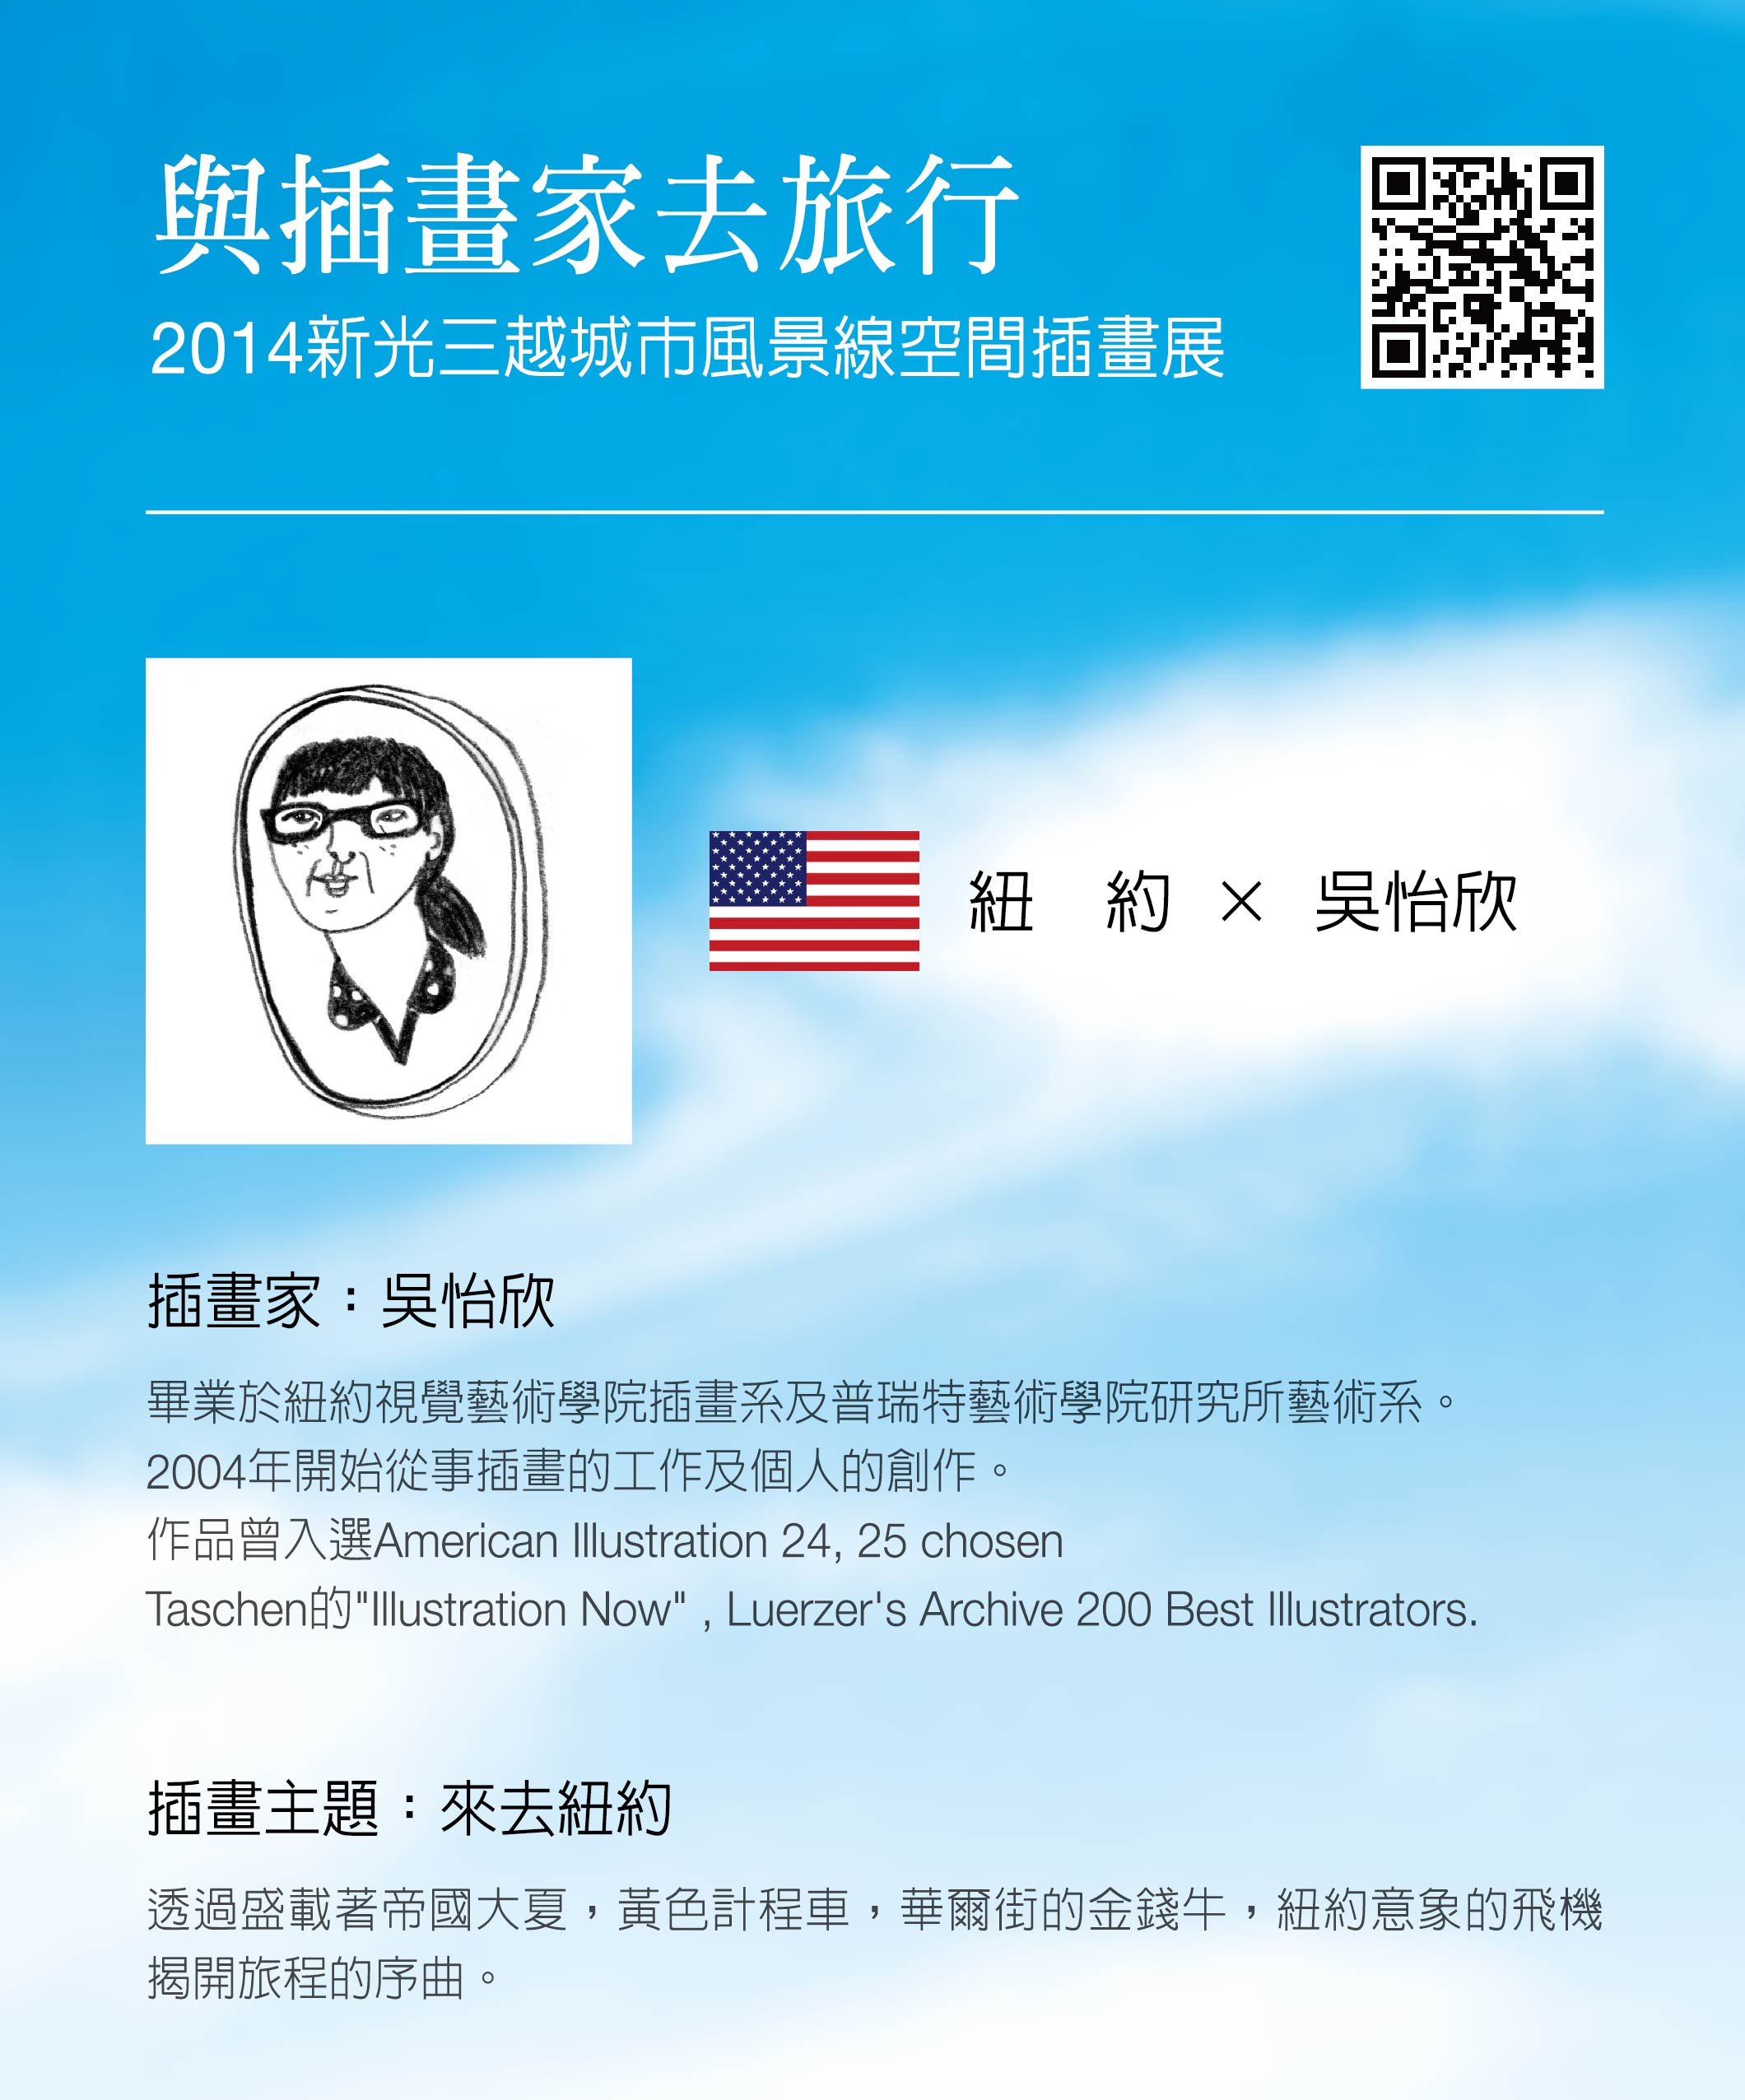 與插畫家去旅行
2014新光三越城市風景線空間插畫展
紐　約 × 吳怡欣
插畫家：吳怡欣
畢業於紐約視覺藝術學院插畫系及普瑞特藝術學院研究所藝術系。
2004年開始從事插畫的工作及個人的創作。
作品曾入選American Illustration 24, 25 chosen
Taschen的"Illustration Now" , Luerzer's Archive 200 Best Illustrators.
插畫主題：來去紐約
透過盛載著帝國大夏，黃色計程車，華爾街的金錢牛，紐約意象的飛機
揭開旅程的序曲。